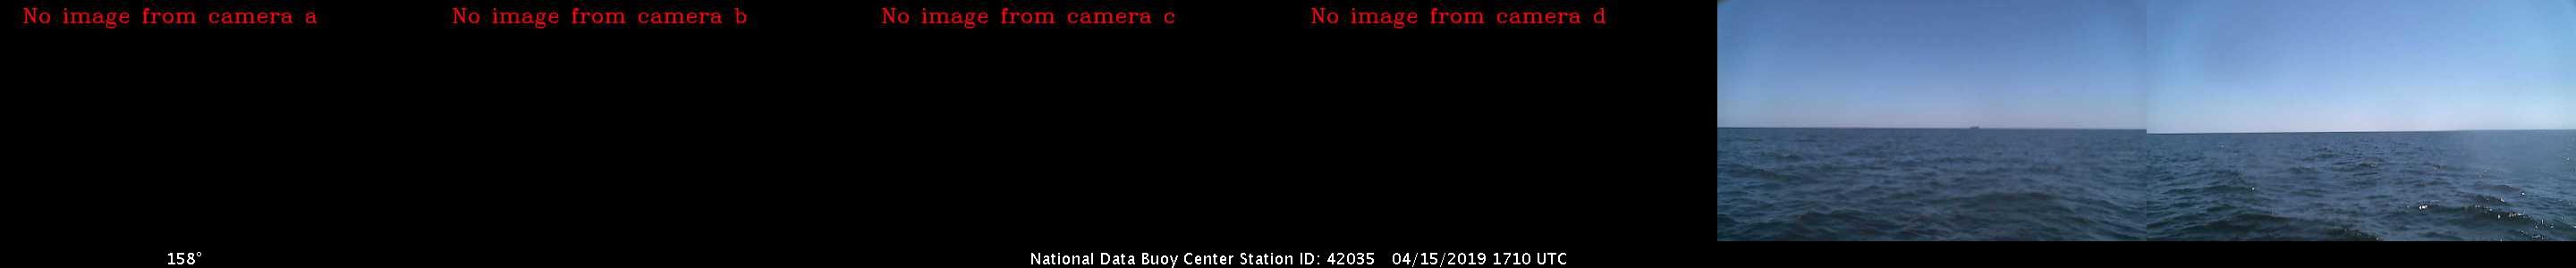 No image from camera a
No image from camera b
No image from camera c
No image from camera d
158°
National Data Buoy Center Station ID: 42035 04/15/2019 1710 UTC